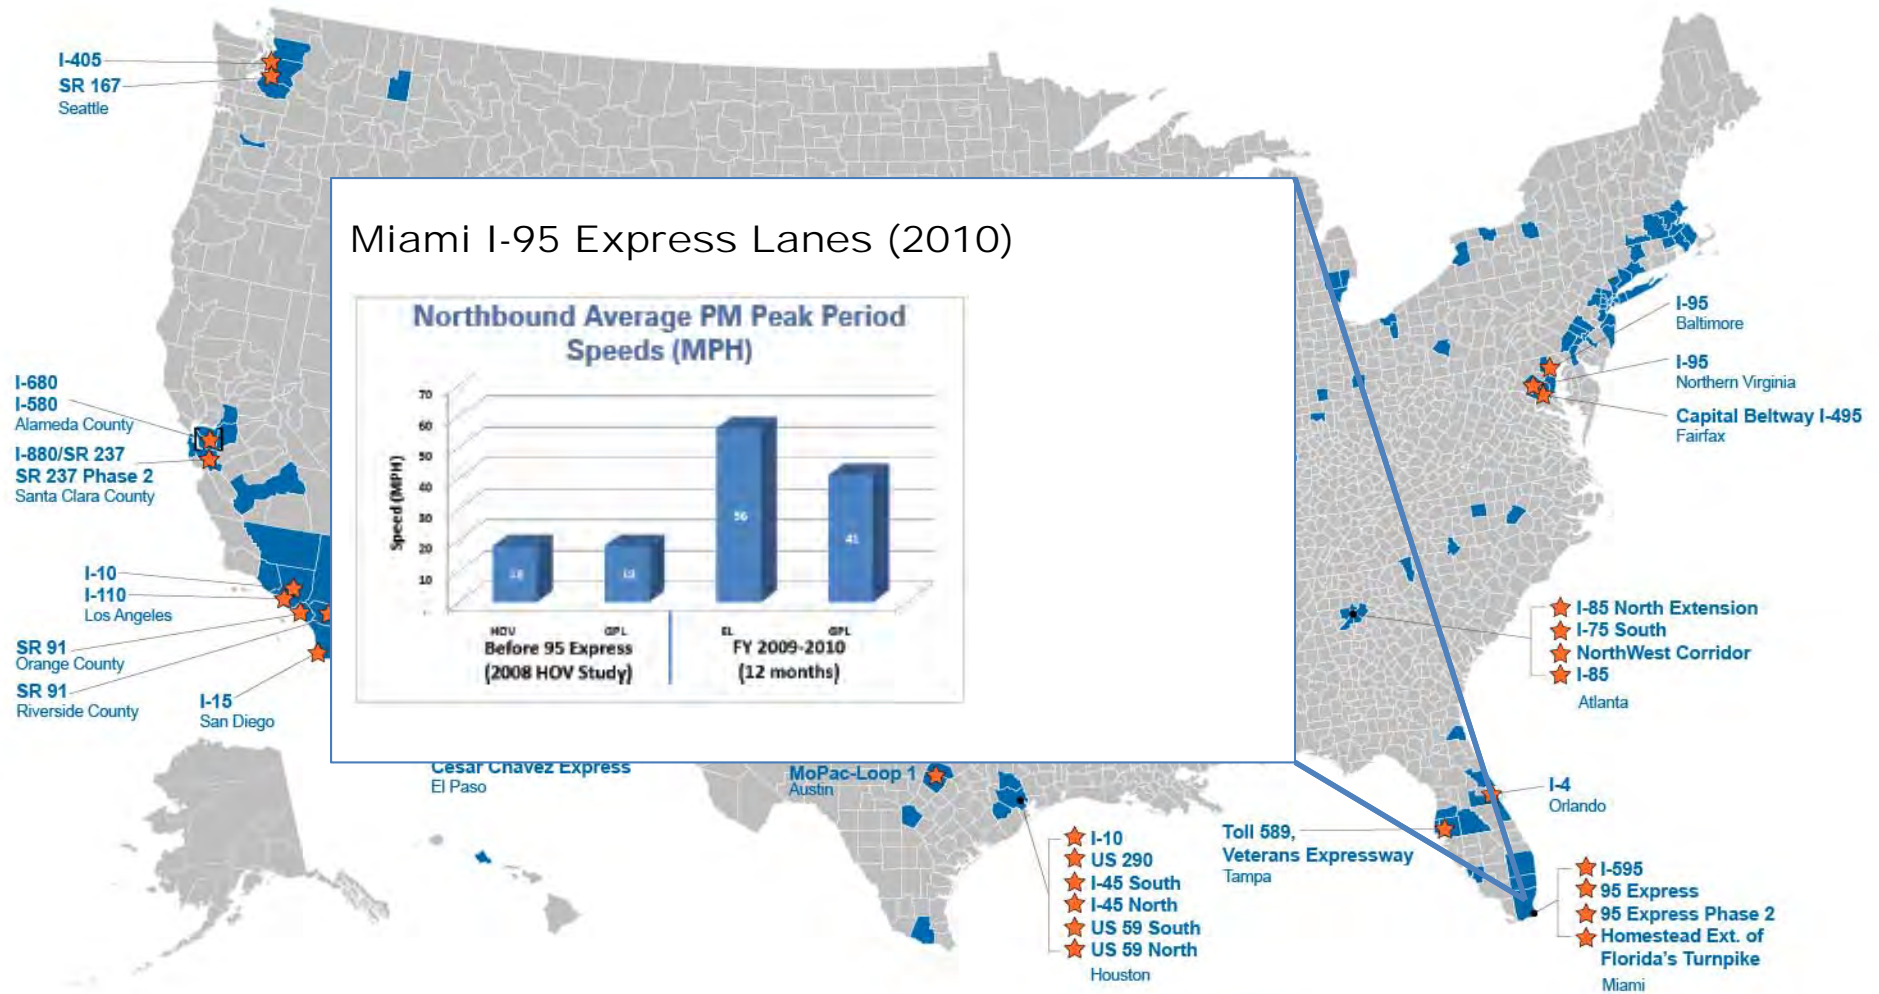 I-405
SR 167
Seattle
I-680
I-580
Alameda County
I-880/SR 237
SR 237 Phase 2
Santa Clara County
I-10
I-110
Los Angeles
SR 91
Orange County
SR 91
Riverside County
I-15
San Diego
Miami I-95 Express Lanes (2010)
Northbound Average PM Peak Period
Speeds (MPH)
Speed (MPH)
70
60
50
40
30
20
10
56
41
HOV GPL EL GPL
Before 95 Express
(2008 HOV Study)
FY 2009-2010
(12 months)
Cesar Chavez Express
El Paso
MoPac-Loop 1
Austin
I-10
US 290
I-45 South
I-45 North
US 59 South
US 59 North
Houston
Toll 589,
Veterans Expressway
Tampa
I-95
Baltimore
I-95
Northern Virginia
Capital Beltway I-495
Fairfax
I-85 North Extension
I-75 South
NorthWest Corridor
I-85
Atlanta
I-4
Orlando
I-595
95 Express
95 Express Phase 2
Homestead Ext. of
Florida's Turnpike
Miami